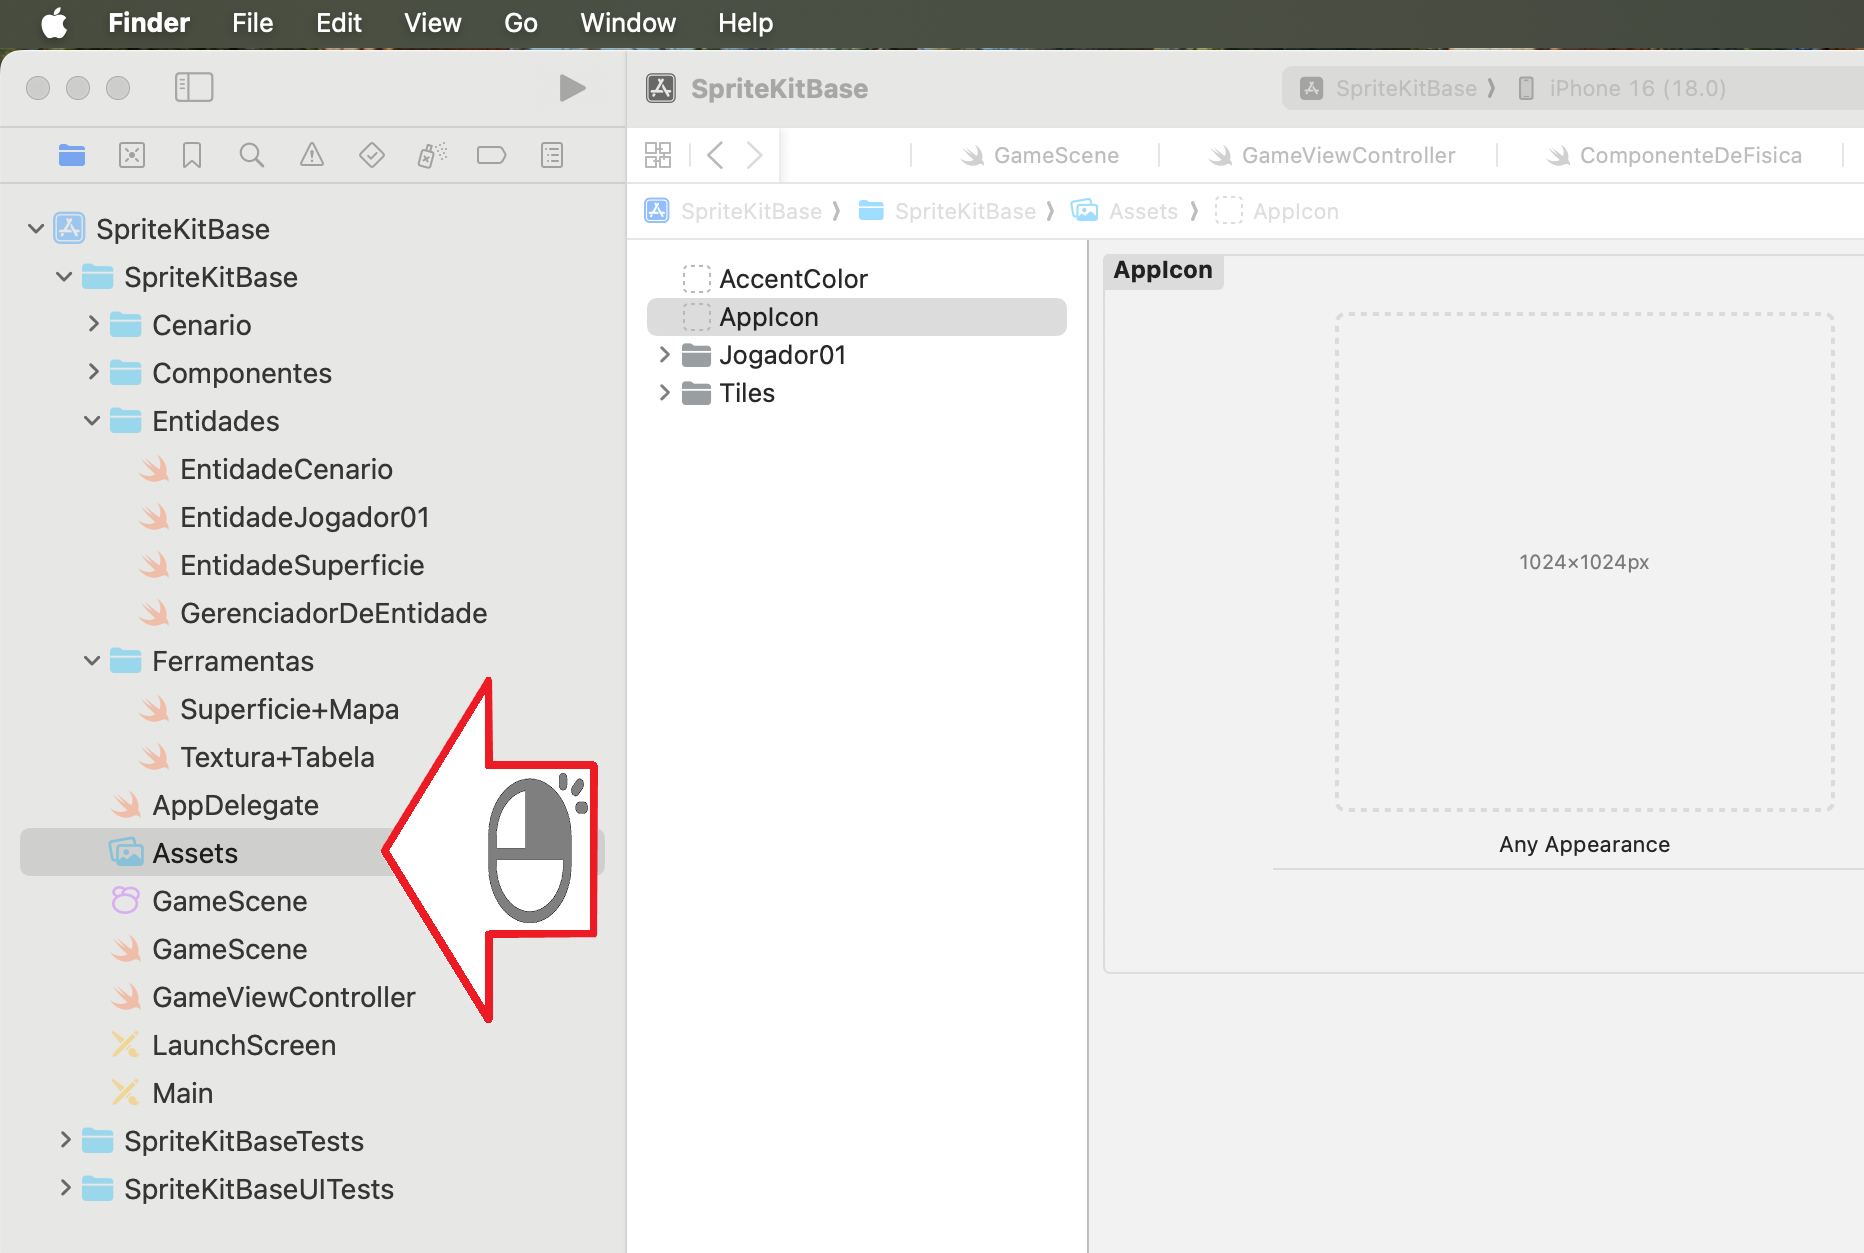 Finder File Edit View Go Window Help
SpriteKitBase
SpriteKitBase ⟩ iPhone 16 (18.0)
GameScene GameViewController ComponenteDeFisica
SpriteKitBase ⟩ SpriteKitBase ⟩ Assets ⟩ AppIcon
SpriteKitBase
SpriteKitBase
Cenario
Componentes
Entidades
EntidadeCenario
EntidadeJogador01
EntidadeSuperficie
GerenciadorDeEntidade
Ferramentas
Superficie+Mapa
Textura+Tabela
AppDelegate
Assets
GameScene
GameScene
GameViewController
LaunchScreen
Main
SpriteKitBaseTests
SpriteKitBaseUITests
AccentColor
AppIcon
Jogador01
Tiles
AppIcon
1024×1024px
Any Appearance